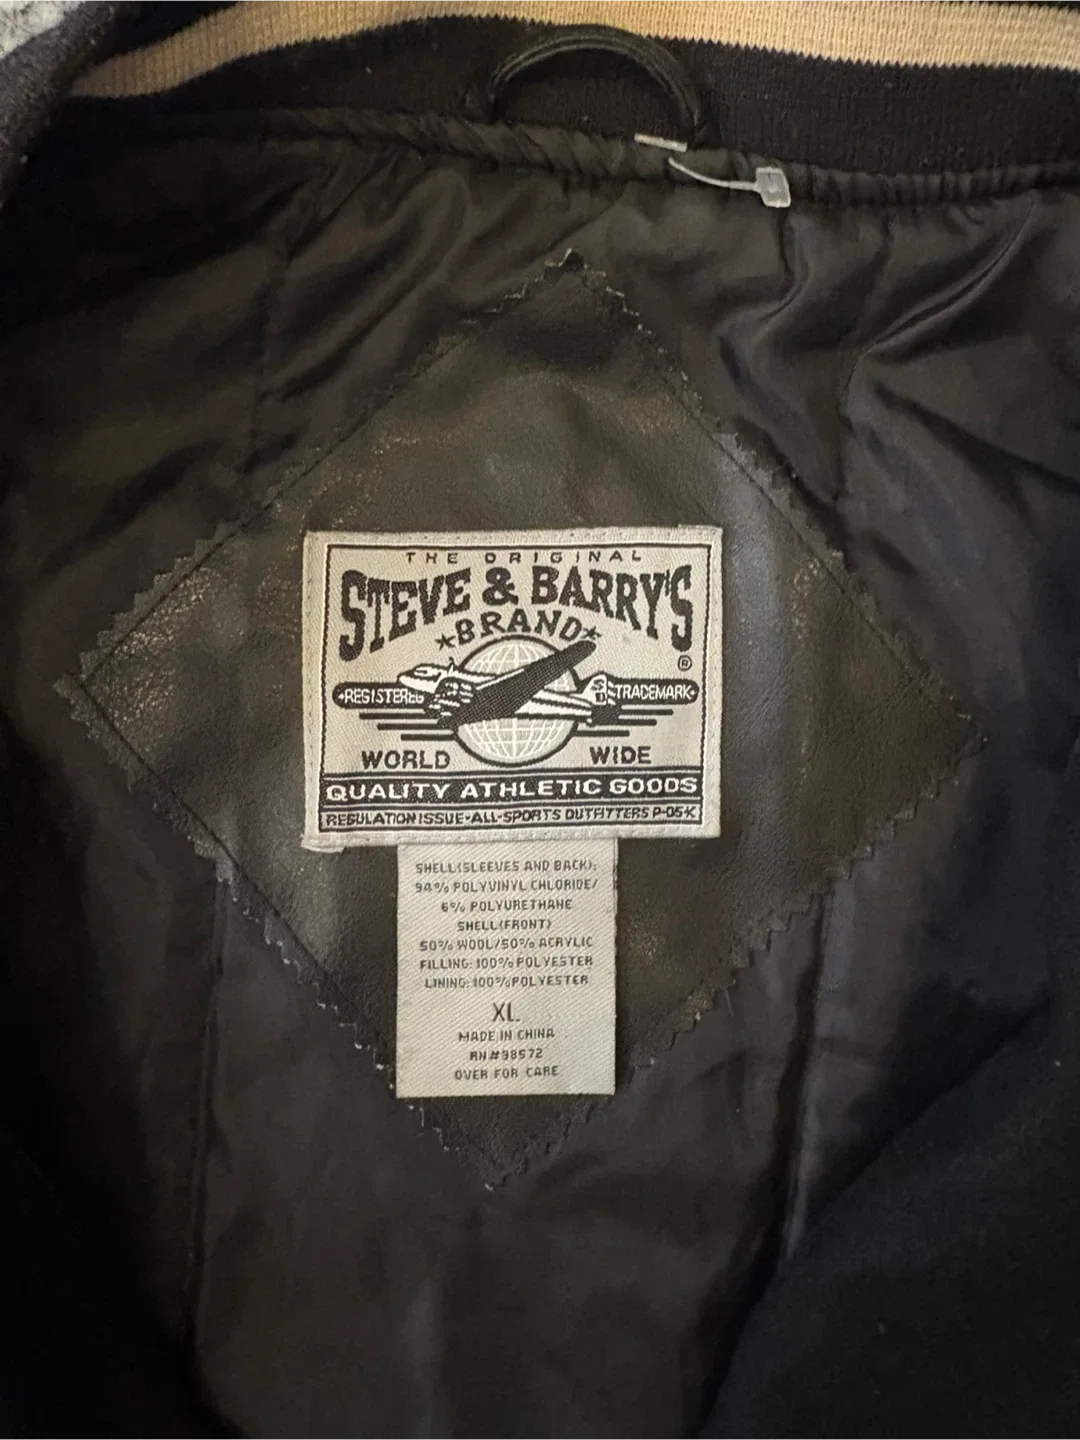 THE ORIGINAL
STEVE & BARRY'S
★BRAND★
®
•REGISTERED TRADEMARK•
WORLD WIDE
QUALITY ATHLETIC GOODS
REGULATION ISSUE-ALL-SPORTS OUTFITTERS P-05-X
SHELL(SLEEVES AND BACK):
94% POLYVINYL CHLORIDE/
6% POLYURETHANE
SHELL(FRONT)
50% WOOL/50% ACRYLIC
FILLING: 100% POLYESTER
LINING: 100% POLYESTER
XL
MADE IN CHINA
RN#98572
OVER FOR CARE